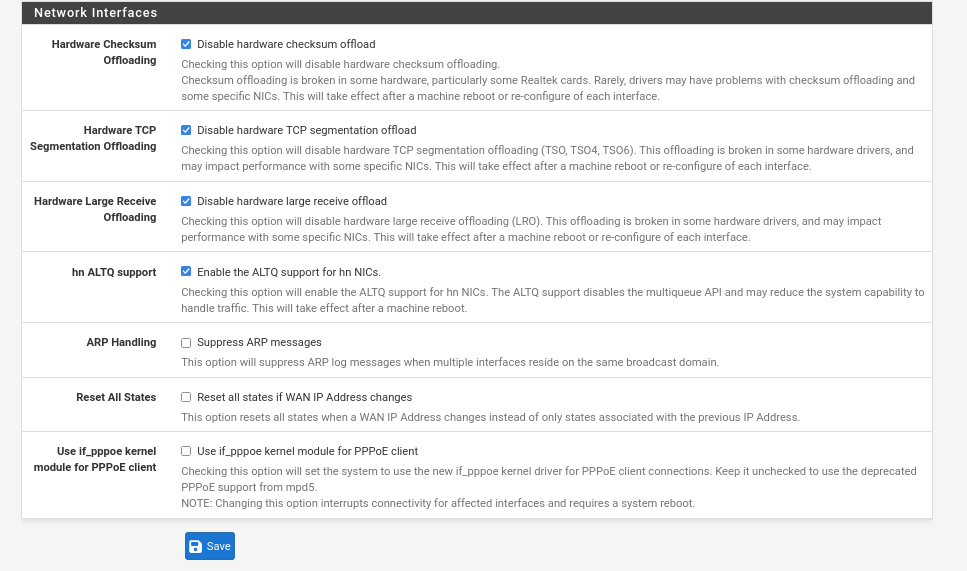 Network Interfaces
Hardware Checksum
Offloading
Disable hardware checksum offload
Checking this option will disable hardware checksum offloading.
Checksum offloading is broken in some hardware, particularly some Realtek cards. Rarely, drivers may have problems with checksum offloading and
some specific NICs. This will take effect after a machine reboot or re-configure of each interface.
Hardware TCP
Segmentation Offloading
Disable hardware TCP segmentation offload
Checking this option will disable hardware TCP segmentation offloading (TSO, TSO4, TSO6). This offloading is broken in some hardware drivers, and
may impact performance with some specific NICs. This will take effect after a machine reboot or re-configure of each interface.
Hardware Large Receive
Offloading
Disable hardware large receive offload
Checking this option will disable hardware large receive offloading (LRO). This offloading is broken in some hardware drivers, and may impact
performance with some specific NICs. This will take effect after a machine reboot or re-configure of each interface.
hn ALTQ support
Enable the ALTQ support for hn NICs.
Checking this option will enable the ALTQ support for hn NICs. The ALTQ support disables the multiqueue API and may reduce the system capability to
handle traffic. This will take effect after a machine reboot.
ARP Handling
Suppress ARP messages
This option will suppress ARP log messages when multiple interfaces reside on the same broadcast domain.
Reset All States
Reset all states if WAN IP Address changes
This option resets all states when a WAN IP Address changes instead of only states associated with the previous IP Address.
Use if_pppoe kernel
module for PPPoE client
Use if_pppoe kernel module for PPPoE client
Checking this option will set the system to use the new if_pppoe kernel driver for PPPoE client connections. Keep it unchecked to use the deprecated
PPPoE support from mpd5.
NOTE: Changing this option interrupts connectivity for affected interfaces and requires a system reboot.
Save